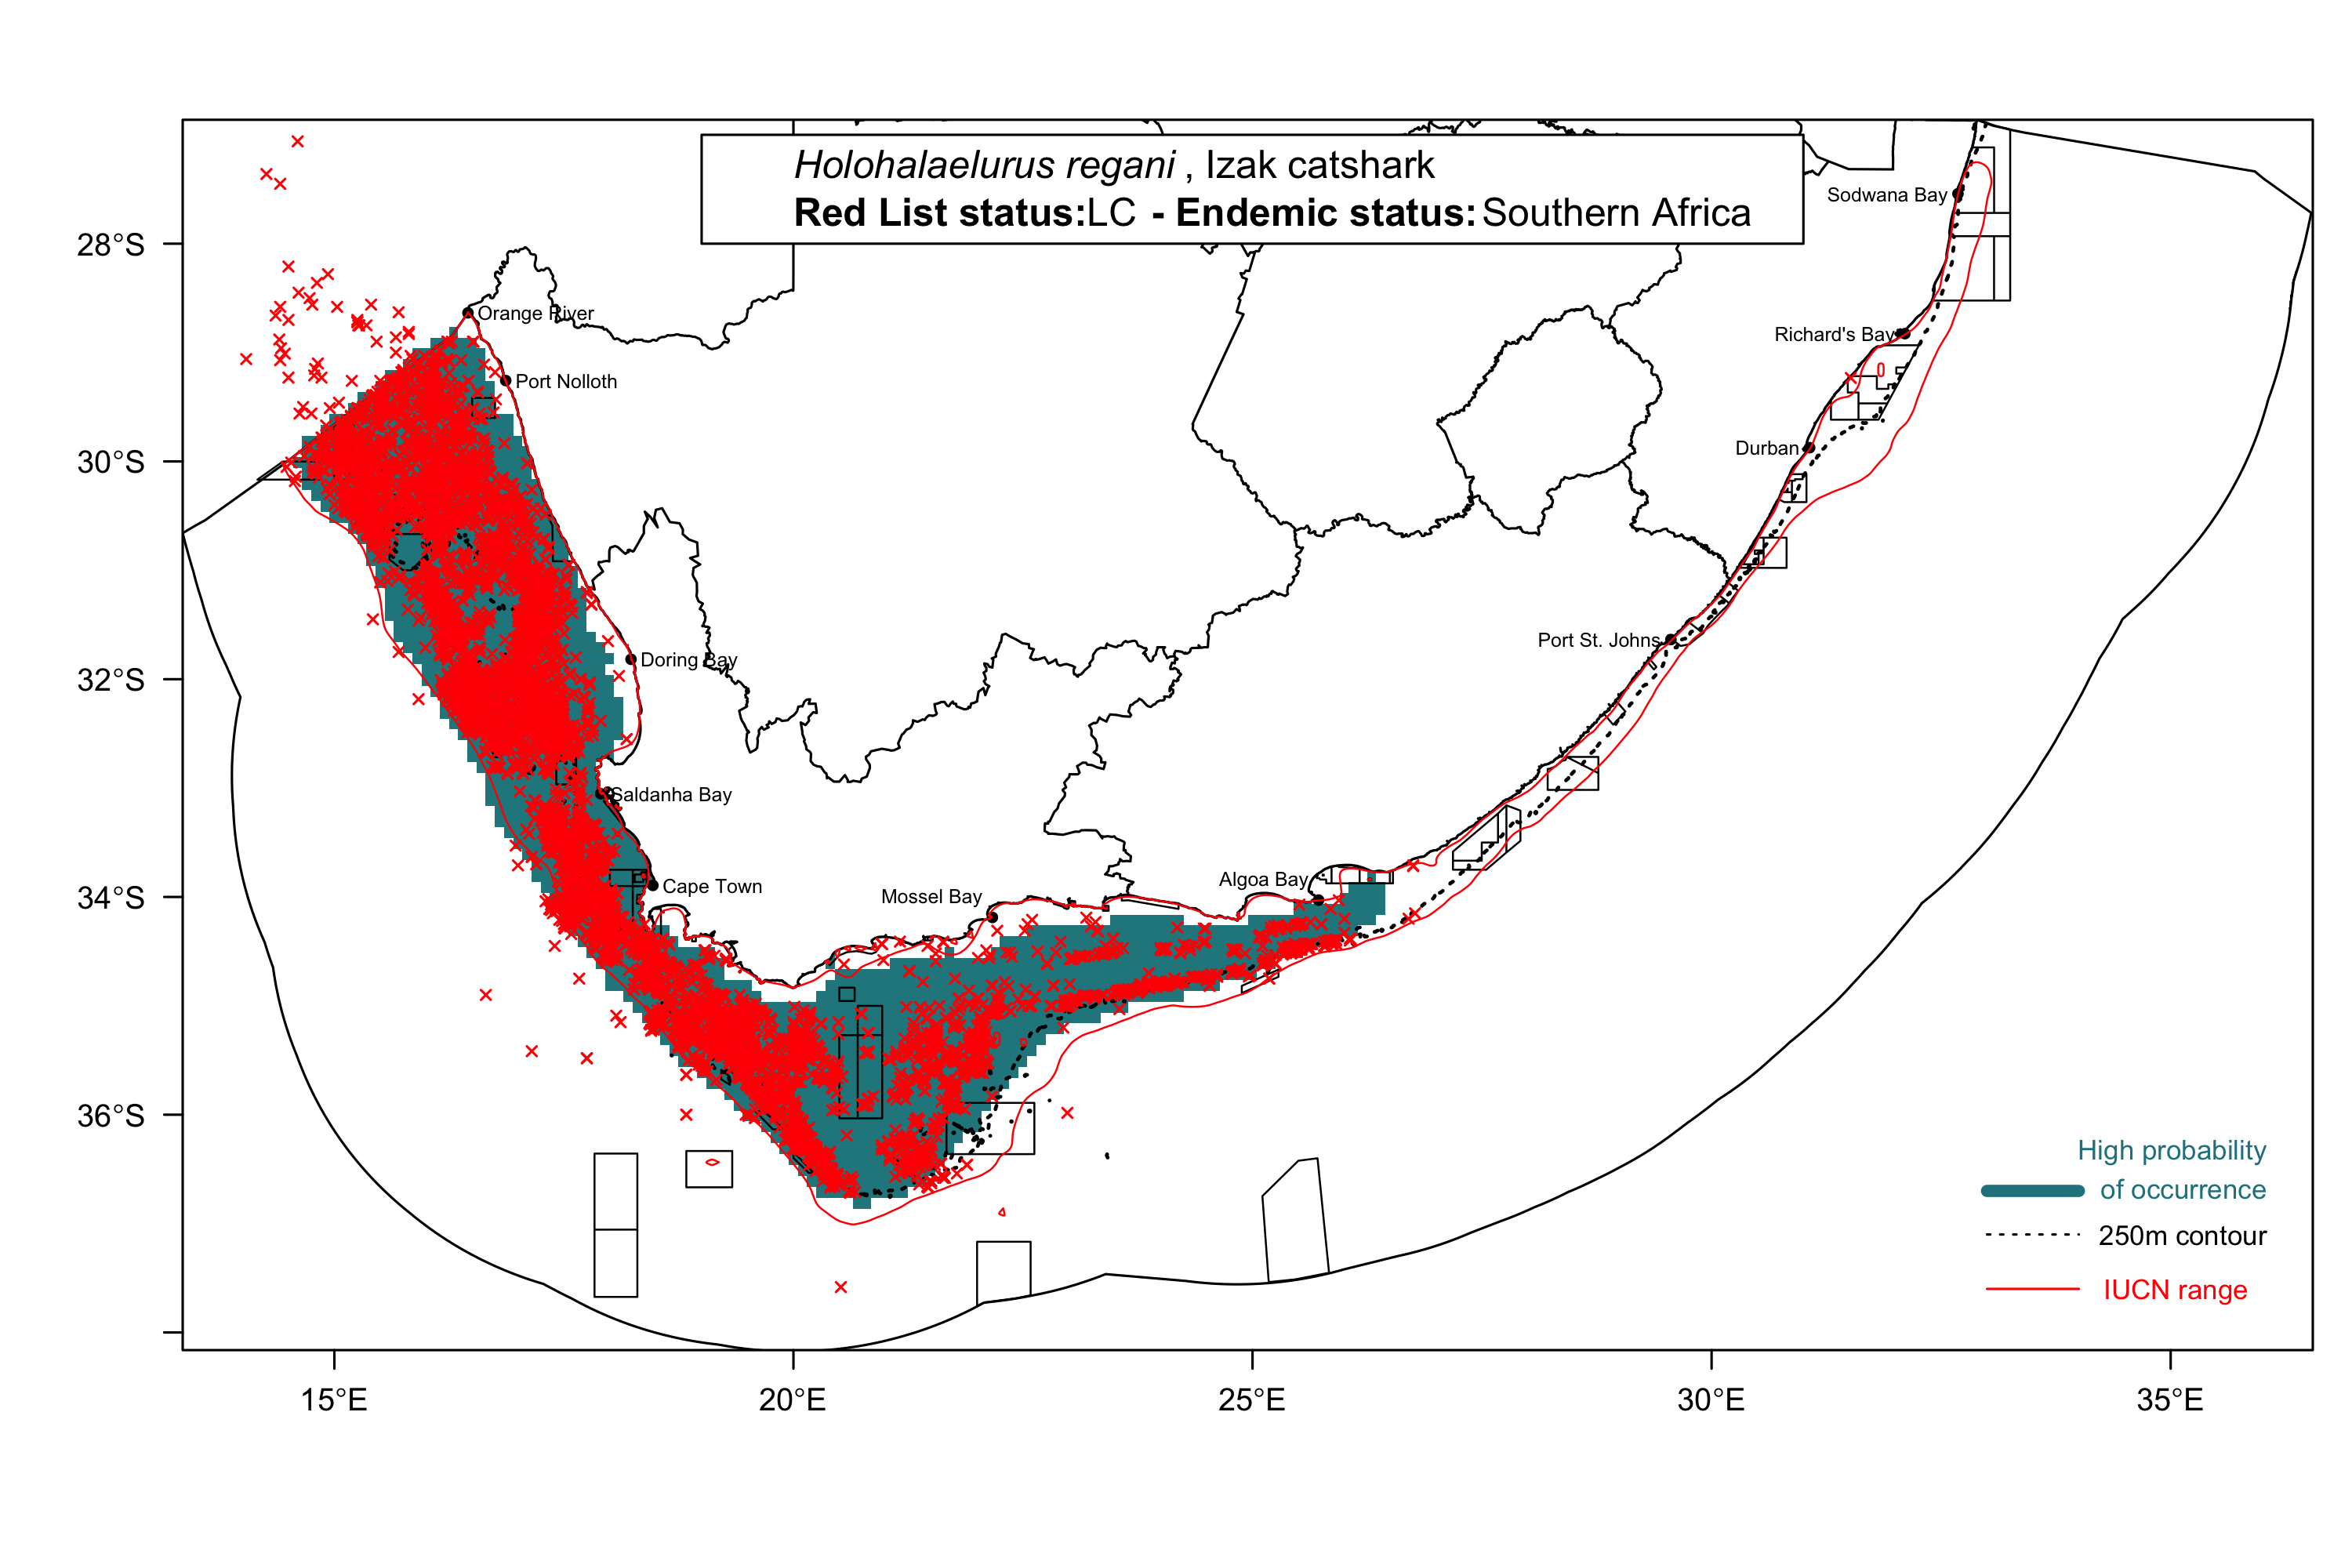 Holohalaelurus regani , Izak catshark
Red List status:LC - Endemic status:Southern Africa
Sodwana Bay
28°S
Orange River
Richard's Bay
Port Nolloth
Durban
30°S
Port St. Johns
Doring Bay
32°S
Saldanha Bay
Cape Town
Algoa Bay
Mossel Bay
34°S
36°S
High probability
of occurrence
250m contour
IUCN range
15°E
20°E
25°E
30°E
35°E